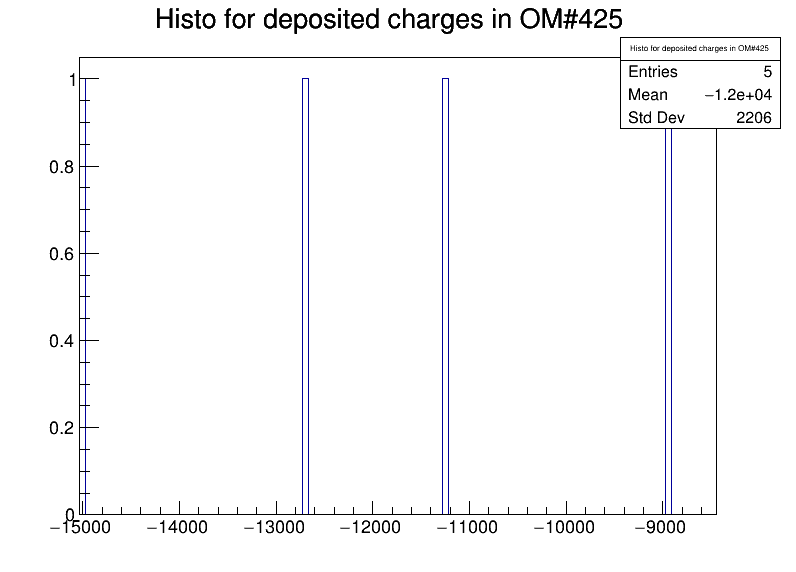 Histo for deposited charges in OM#425
Histo for deposited charges in OM#425
Entries 5
Mean −1.2e+04
Std Dev 2206
1
0.8
0.6
0.4
0.2
0
−15000 −14000 −13000 −12000 −11000 −10000 −9000